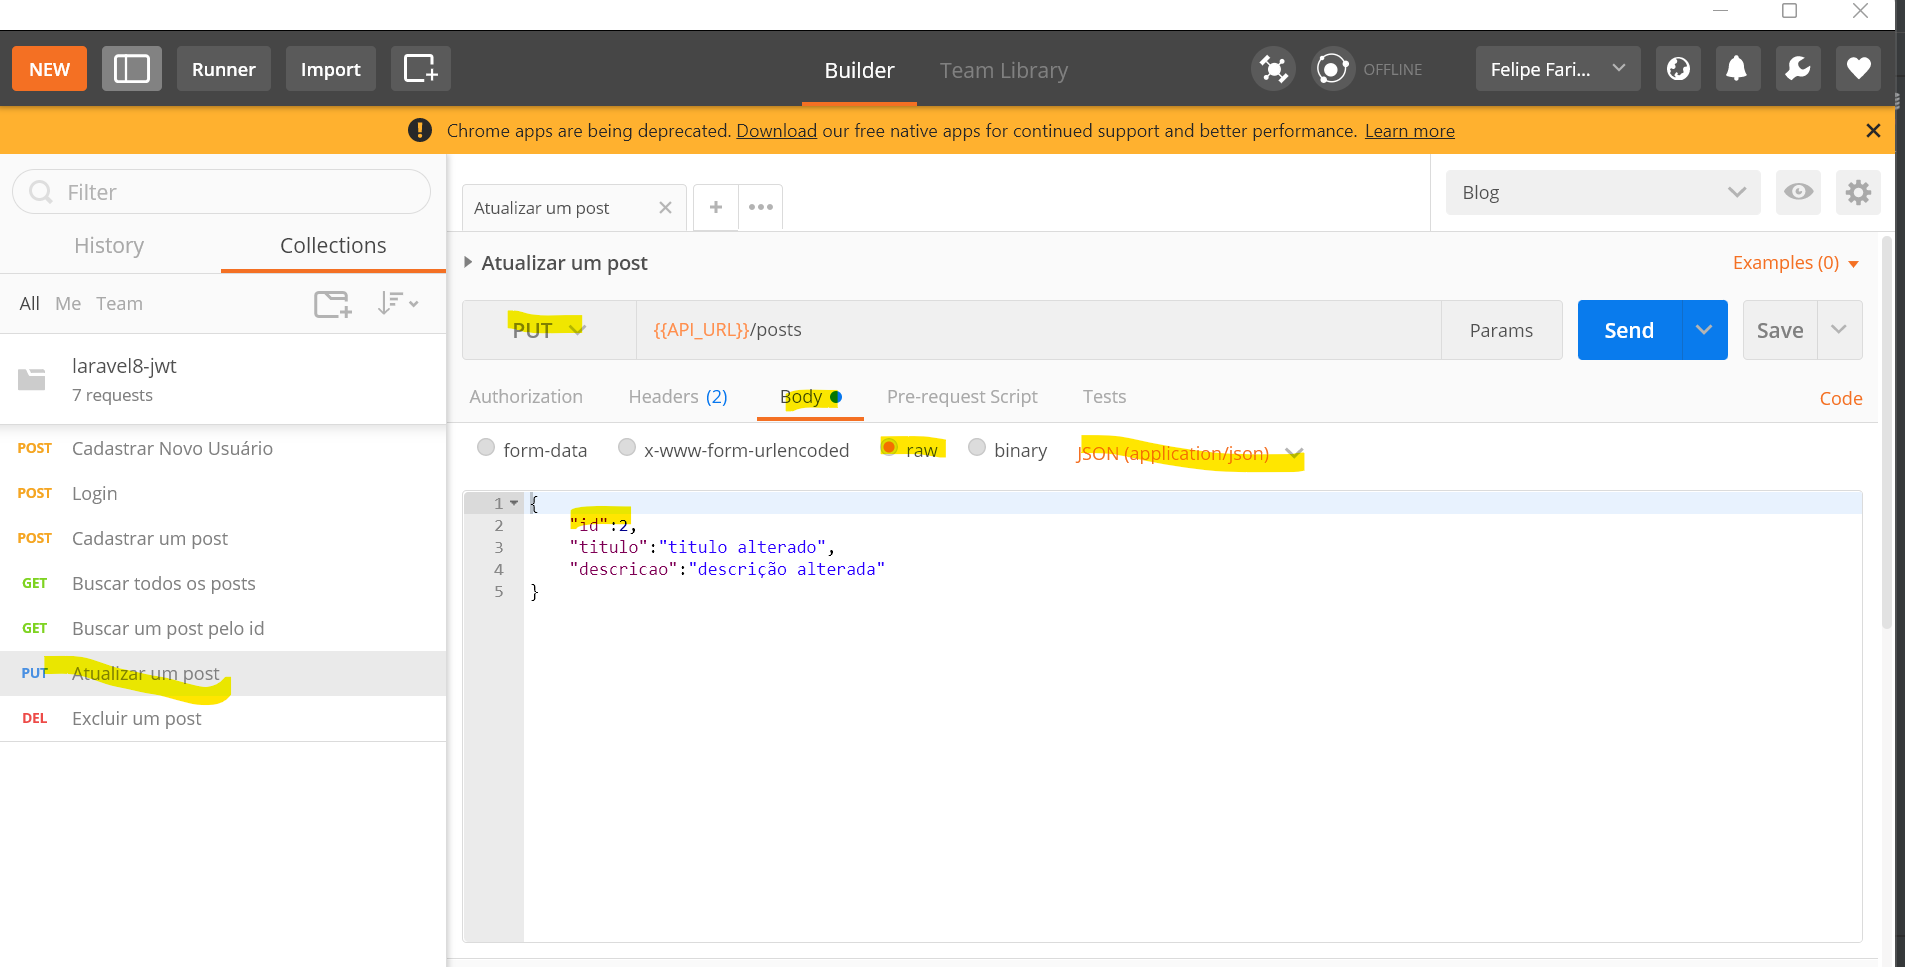 NEW Runner Import Builder Team Library OFFLINE Felipe Fari...
Chrome apps are being deprecated. Download our free native apps for continued support and better performance. Learn more
Filter
History Collections
All Me Team
laravel8-jwt
7 requests
POST Cadastrar Novo Usuário
POST Login
POST Cadastrar um post
GET Buscar todos os posts
GET Buscar um post pelo id
PUT Atualizar um post
DEL Excluir um post
Atualizar um post
Blog
Atualizar um post
Examples (0)
PUT {{API_URL}}/posts Params Send Save
Authorization Headers (2) Body Pre-request Script Tests Code
form-data x-www-form-urlencoded raw binary JSON (application/json)
1 {
2 "id":2,
3 "titulo":"titulo alterado",
4 "descricao":"descrição alterada"
5 }